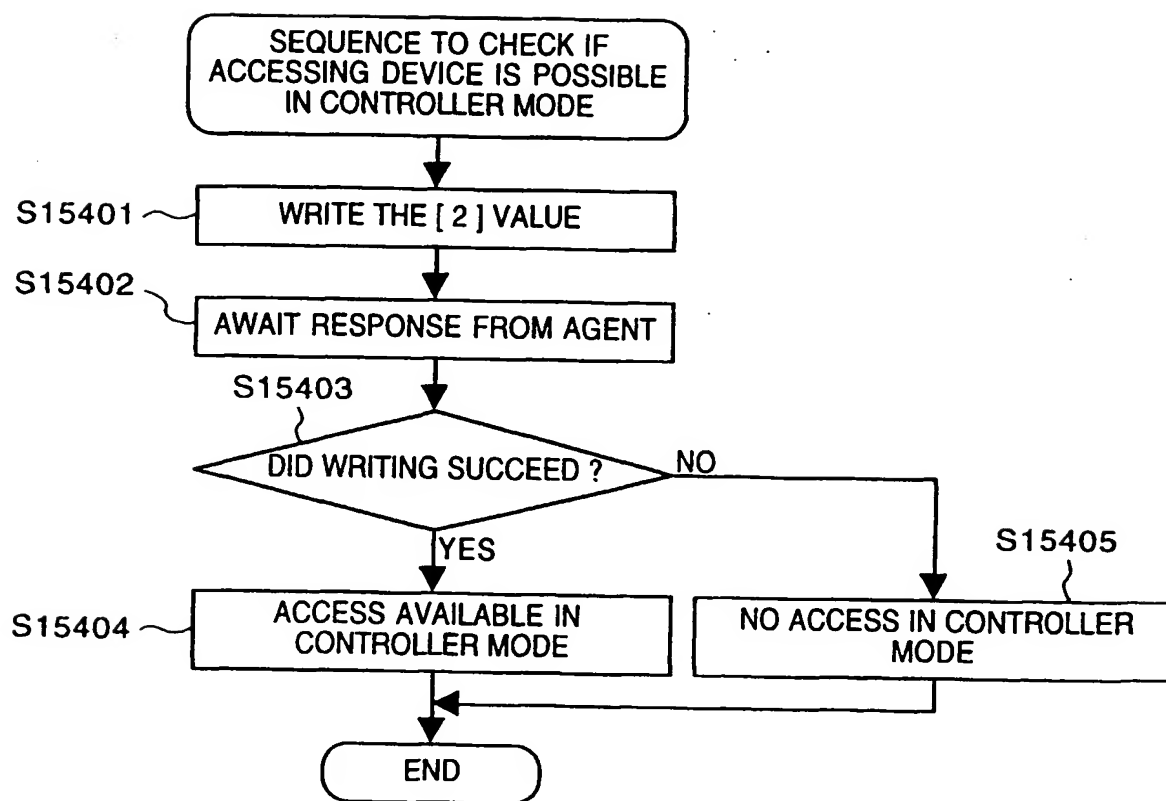 SEQUENCE TO CHECK IF
ACCESSING DEVICE IS POSSIBLE
IN CONTROLLER MODE
S15401
WRITE THE [ 2 ] VALUE
S15402
AWAIT RESPONSE FROM AGENT
S15403
DID WRITING SUCCEED ?
NO
YES
S15405
S15404
ACCESS AVAILABLE IN
CONTROLLER MODE
NO ACCESS IN CONTROLLER
MODE
END